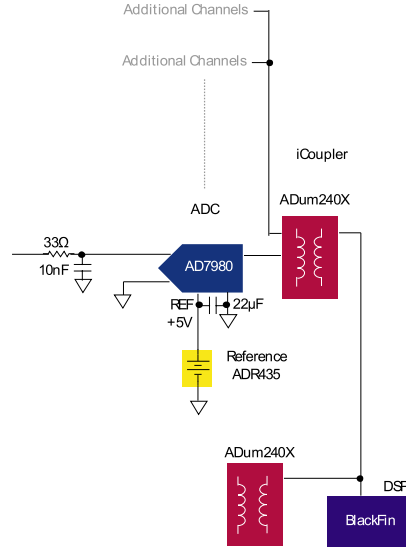 Additional Channels
Additional Channels
iCoupler
ADum240X
ADC
33Ω
AD7980
10nF
REF
22µF
+5V
Reference
ADR435
ADum240X
DSP
BlackFin